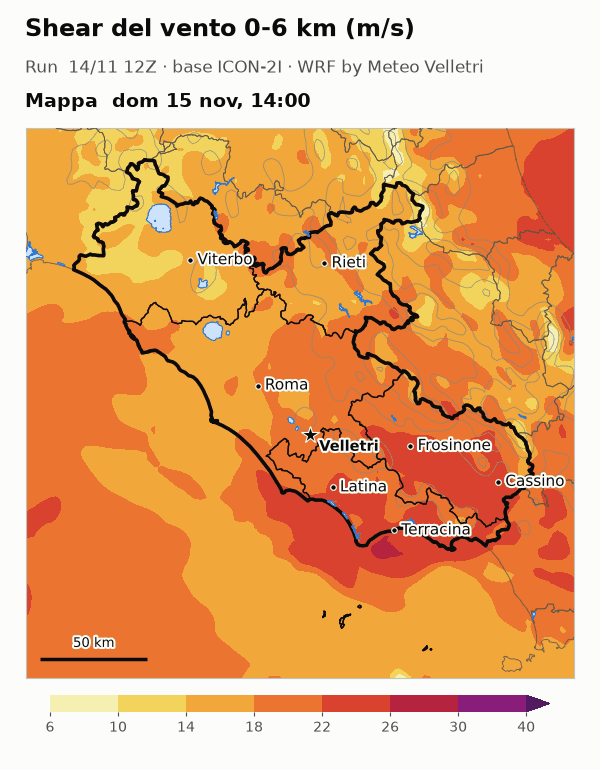 Shear del vento 0-6 km (m/s)
Run  14/11 12Z · base ICON-2I · WRF by Meteo Velletri
Mappa  dom 15 nov, 14:00
Viterbo
Rieti
Roma
Velletri
Frosinone
Cassino
Latina
Terracina
50 km
6 10 14 18 22 26 30 40